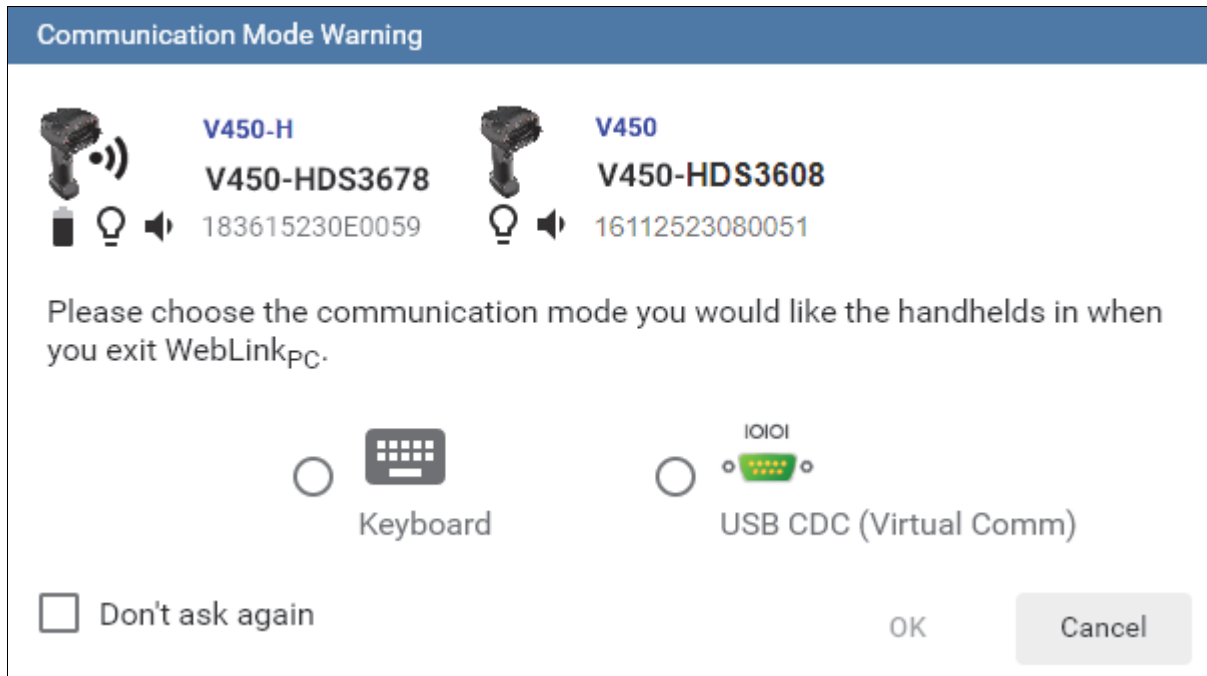 Communication Mode Warning
V450-H
V450-HDS3678
183615230E0059
V450
V450-HDS3608
16112523080051
Please choose the communication mode you would like the handhelds in when
you exit WebLinkPC.
IOIOI
Keyboard
USB CDC (Virtual Comm)
Don't ask again
OK
Cancel